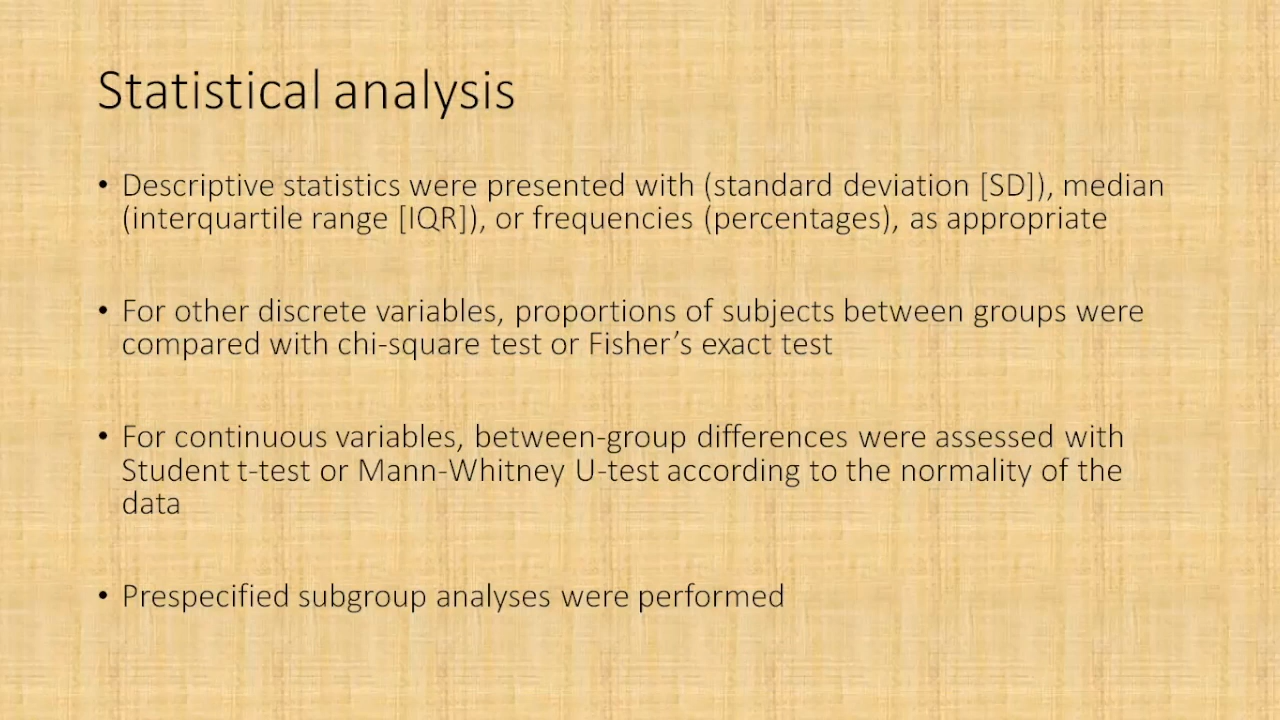 Statistical analysis
• Descriptive statistics were presented with (standard deviation [SD]), median
(interquartile range [IQR]), or frequencies (percentages), as appropriate
• For other discrete variables, proportions of subjects between groups were
compared with chi-square test or Fisher’s exact test
• For continuous variables, between-group differences were assessed with
Student t-test or Mann-Whitney U-test according to the normality of the
data
• Prespecified subgroup analyses were performed